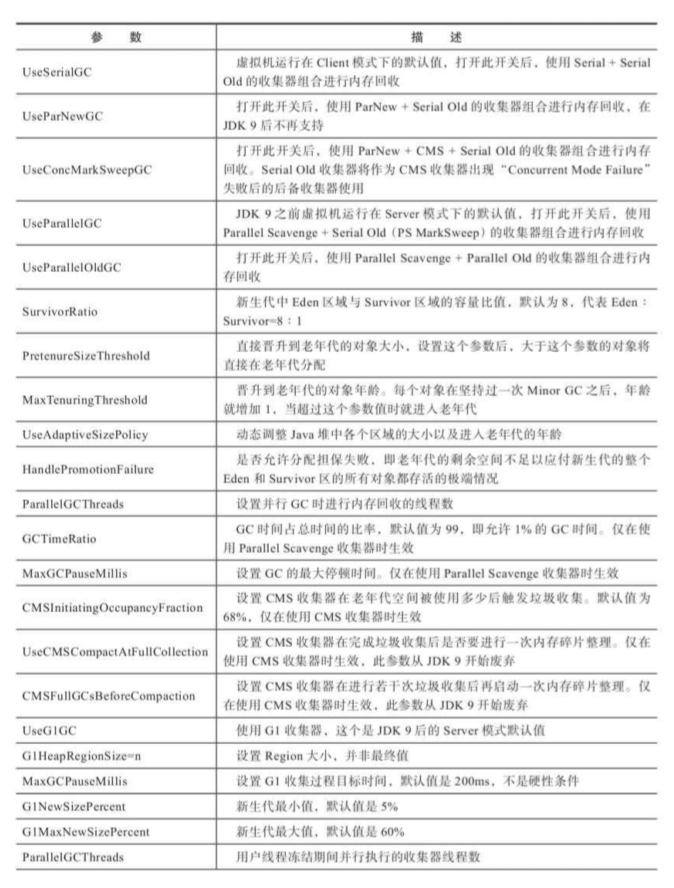 参 数 描 述
UseSerialGC 虚拟机运行在 Client 模式下的默认值，打开此开关后，使用 Serial + Serial
Old 的收集器组合进行内存回收
UseParNewGC 打开此开关后，使用 ParNew + Serial Old 的收集器组合进行内存回收，在
JDK 9 后不再支持
UseConcMarkSweepGC 打开此开关后，使用 ParNew + CMS + Serial Old 的收集器组合进行内存
回收。Serial Old 收集器将作为 CMS 收集器出现“Concurrent Mode Failure”
失败后的后备收集器使用
UseParallelGC JDK 9 之前虚拟机运行在 Server 模式下的默认值，打开此开关后，使用
Parallel Scavenge + Serial Old（PS MarkSweep）的收集器组合进行内存回收
UseParallelOldGC 打开此开关后，使用 Parallel Scavenge + Parallel Old 的收集器组合进行内
存回收
SurvivorRatio 新生代中 Eden 区域与 Survivor 区域的容量比值，默认为 8，代表 Eden：
Survivor=8：1
PretenureSizeThreshold 直接晋升到老年代的对象大小，设置这个参数后，大于这个参数的对象将
直接在老年代分配
MaxTenuringThreshold 晋升到老年代的对象年龄。每个对象在坚持过一次 Minor GC 之后，年龄
就增加 1，当超过这个参数值时就进入老年代
UseAdaptiveSizePolicy 动态调整 Java 堆中各个区域的大小以及进入老年代的年龄
HandlePromotionFailure 是否允许分配担保失败，即老年代的剩余空间不足以应付新生代的整个
Eden 和 Survivor 区的所有对象都存活的极端情况
ParallelGCThreads 设置并行 GC 时进行内存回收的线程数
GCTimeRatio GC 时间占总时间的比率，默认值为 99，即允许 1% 的 GC 时间。仅在使
用 Parallel Scavenge 收集器时生效
MaxGCPauseMillis 设置 GC 的最大停顿时间。仅在使用 Parallel Scavenge 收集器时生效
CMSInitiatingOccupancyFraction 设置 CMS 收集器在老年代空间被使用多少后触发垃圾收集。默认值为
68%，仅在使用 CMS 收集器时生效
UseCMSCompactAtFullCollection 设置 CMS 收集器在完成垃圾收集后是否要进行一次内存碎片整理。仅在
使用 CMS 收集器时生效，此参数从 JDK 9 开始废弃
CMSFullGCsBeforeCompaction 设置 CMS 收集器在进行若干次垃圾收集后再启动一次内存碎片整理。仅
在使用 CMS 收集器时生效，此参数从 JDK 9 开始废弃
UseG1GC 使用 G1 收集器，这个是 JDK 9 后的 Server 模式默认值
G1HeapRegionSize=n 设置 Region 大小，并非最终值
MaxGCPauseMillis 设置 G1 收集过程目标时间，默认值是 200ms，不是硬性条件
G1NewSizePercent 新生代最小值，默认值是 5%
G1MaxNewSizePercent 新生代最大值，默认值是 60%
ParallelGCThreads 用户线程冻结期间并行执行的收集器线程数